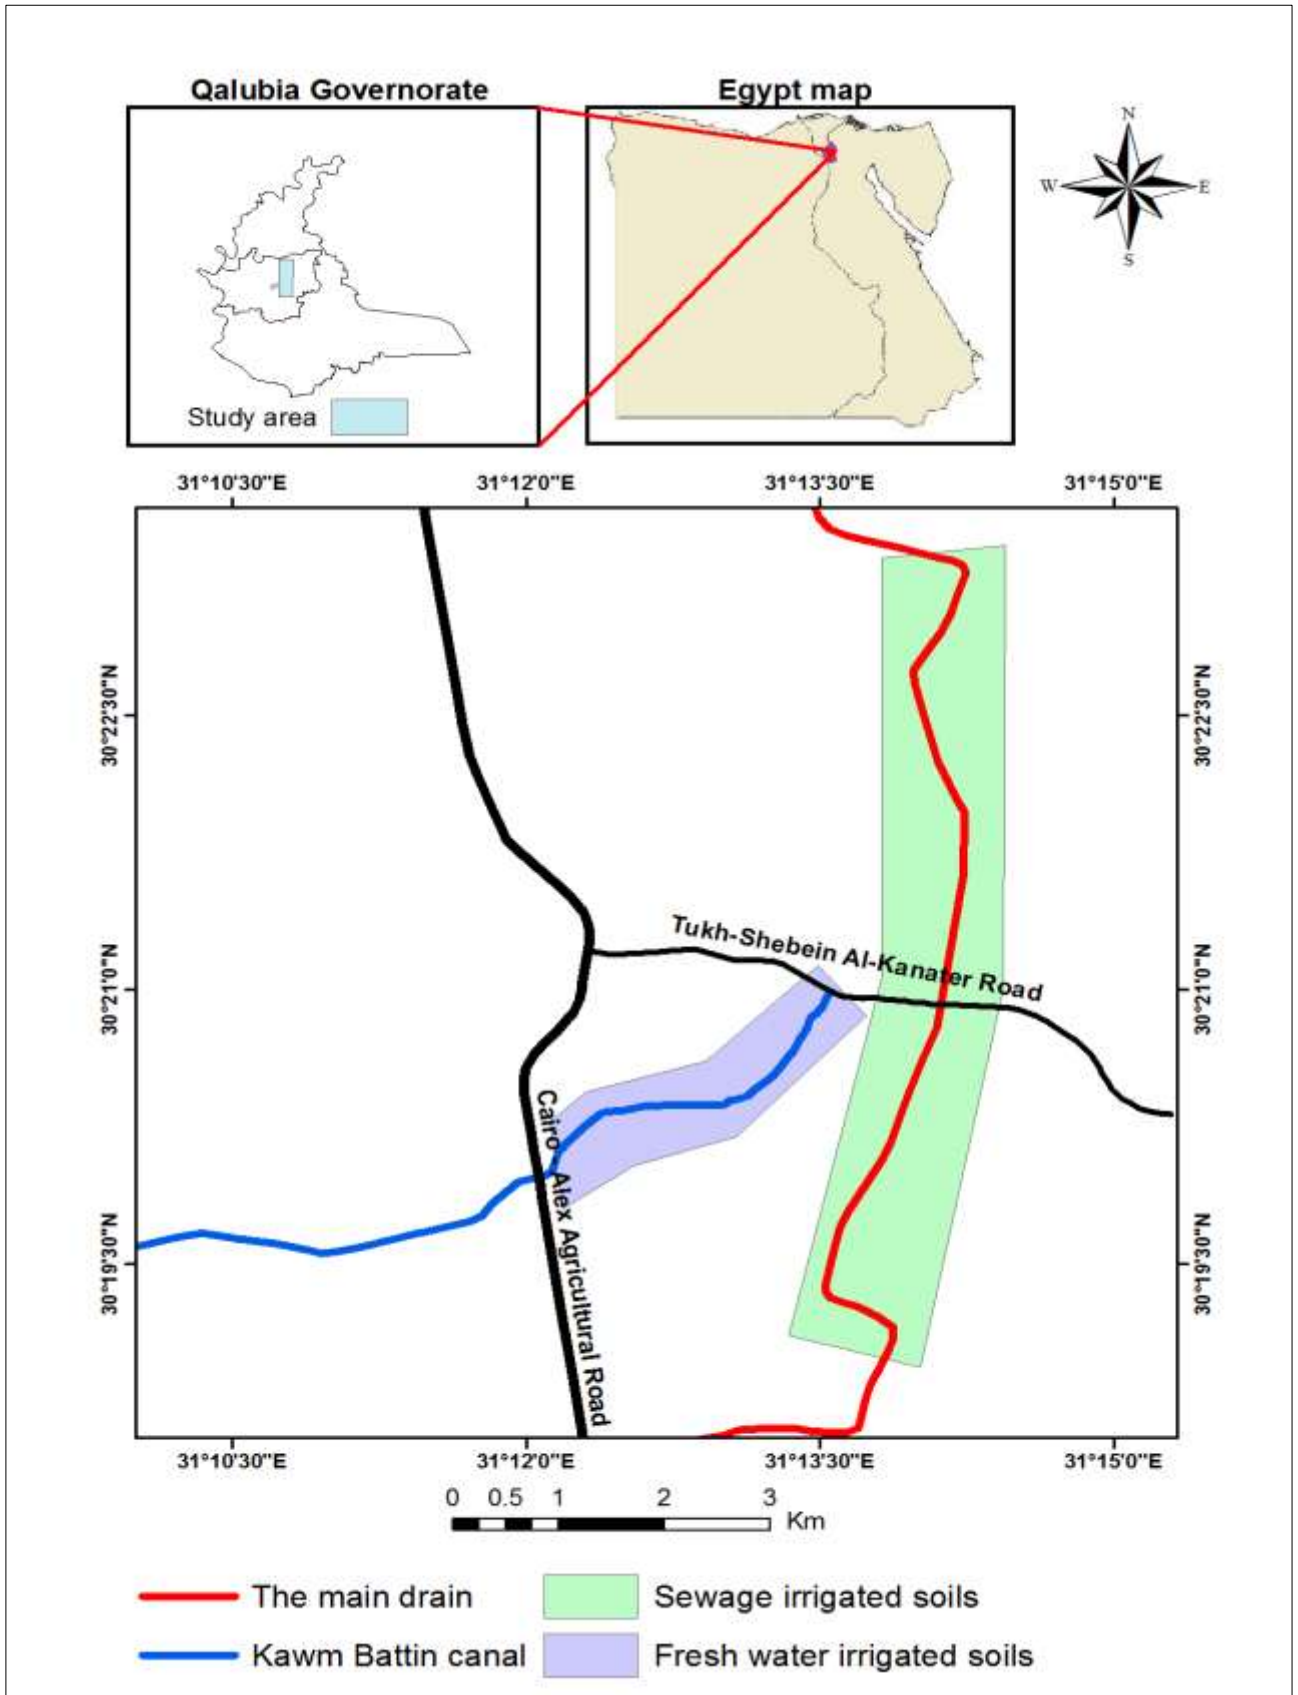 Qalubia Governorate
Egypt map
N
W
E
S
Study area
31°10'30"E
31°12'0"E
31°13'30"E
31°15'0"E
30°22'30"N
30°22'30"N
Tukh-Shebein Al-Kanater Road
30°21'0"N
30°21'0"N
Cairo - Alex Agricultural Road
30°19'30"N
30°19'30"N
31°10'30"E
31°12'0"E
31°13'30"E
31°15'0"E
0 0.5 1 2 3
Km
The main drain
Sewage irrigated soils
Kawm Battin canal
Fresh water irrigated soils